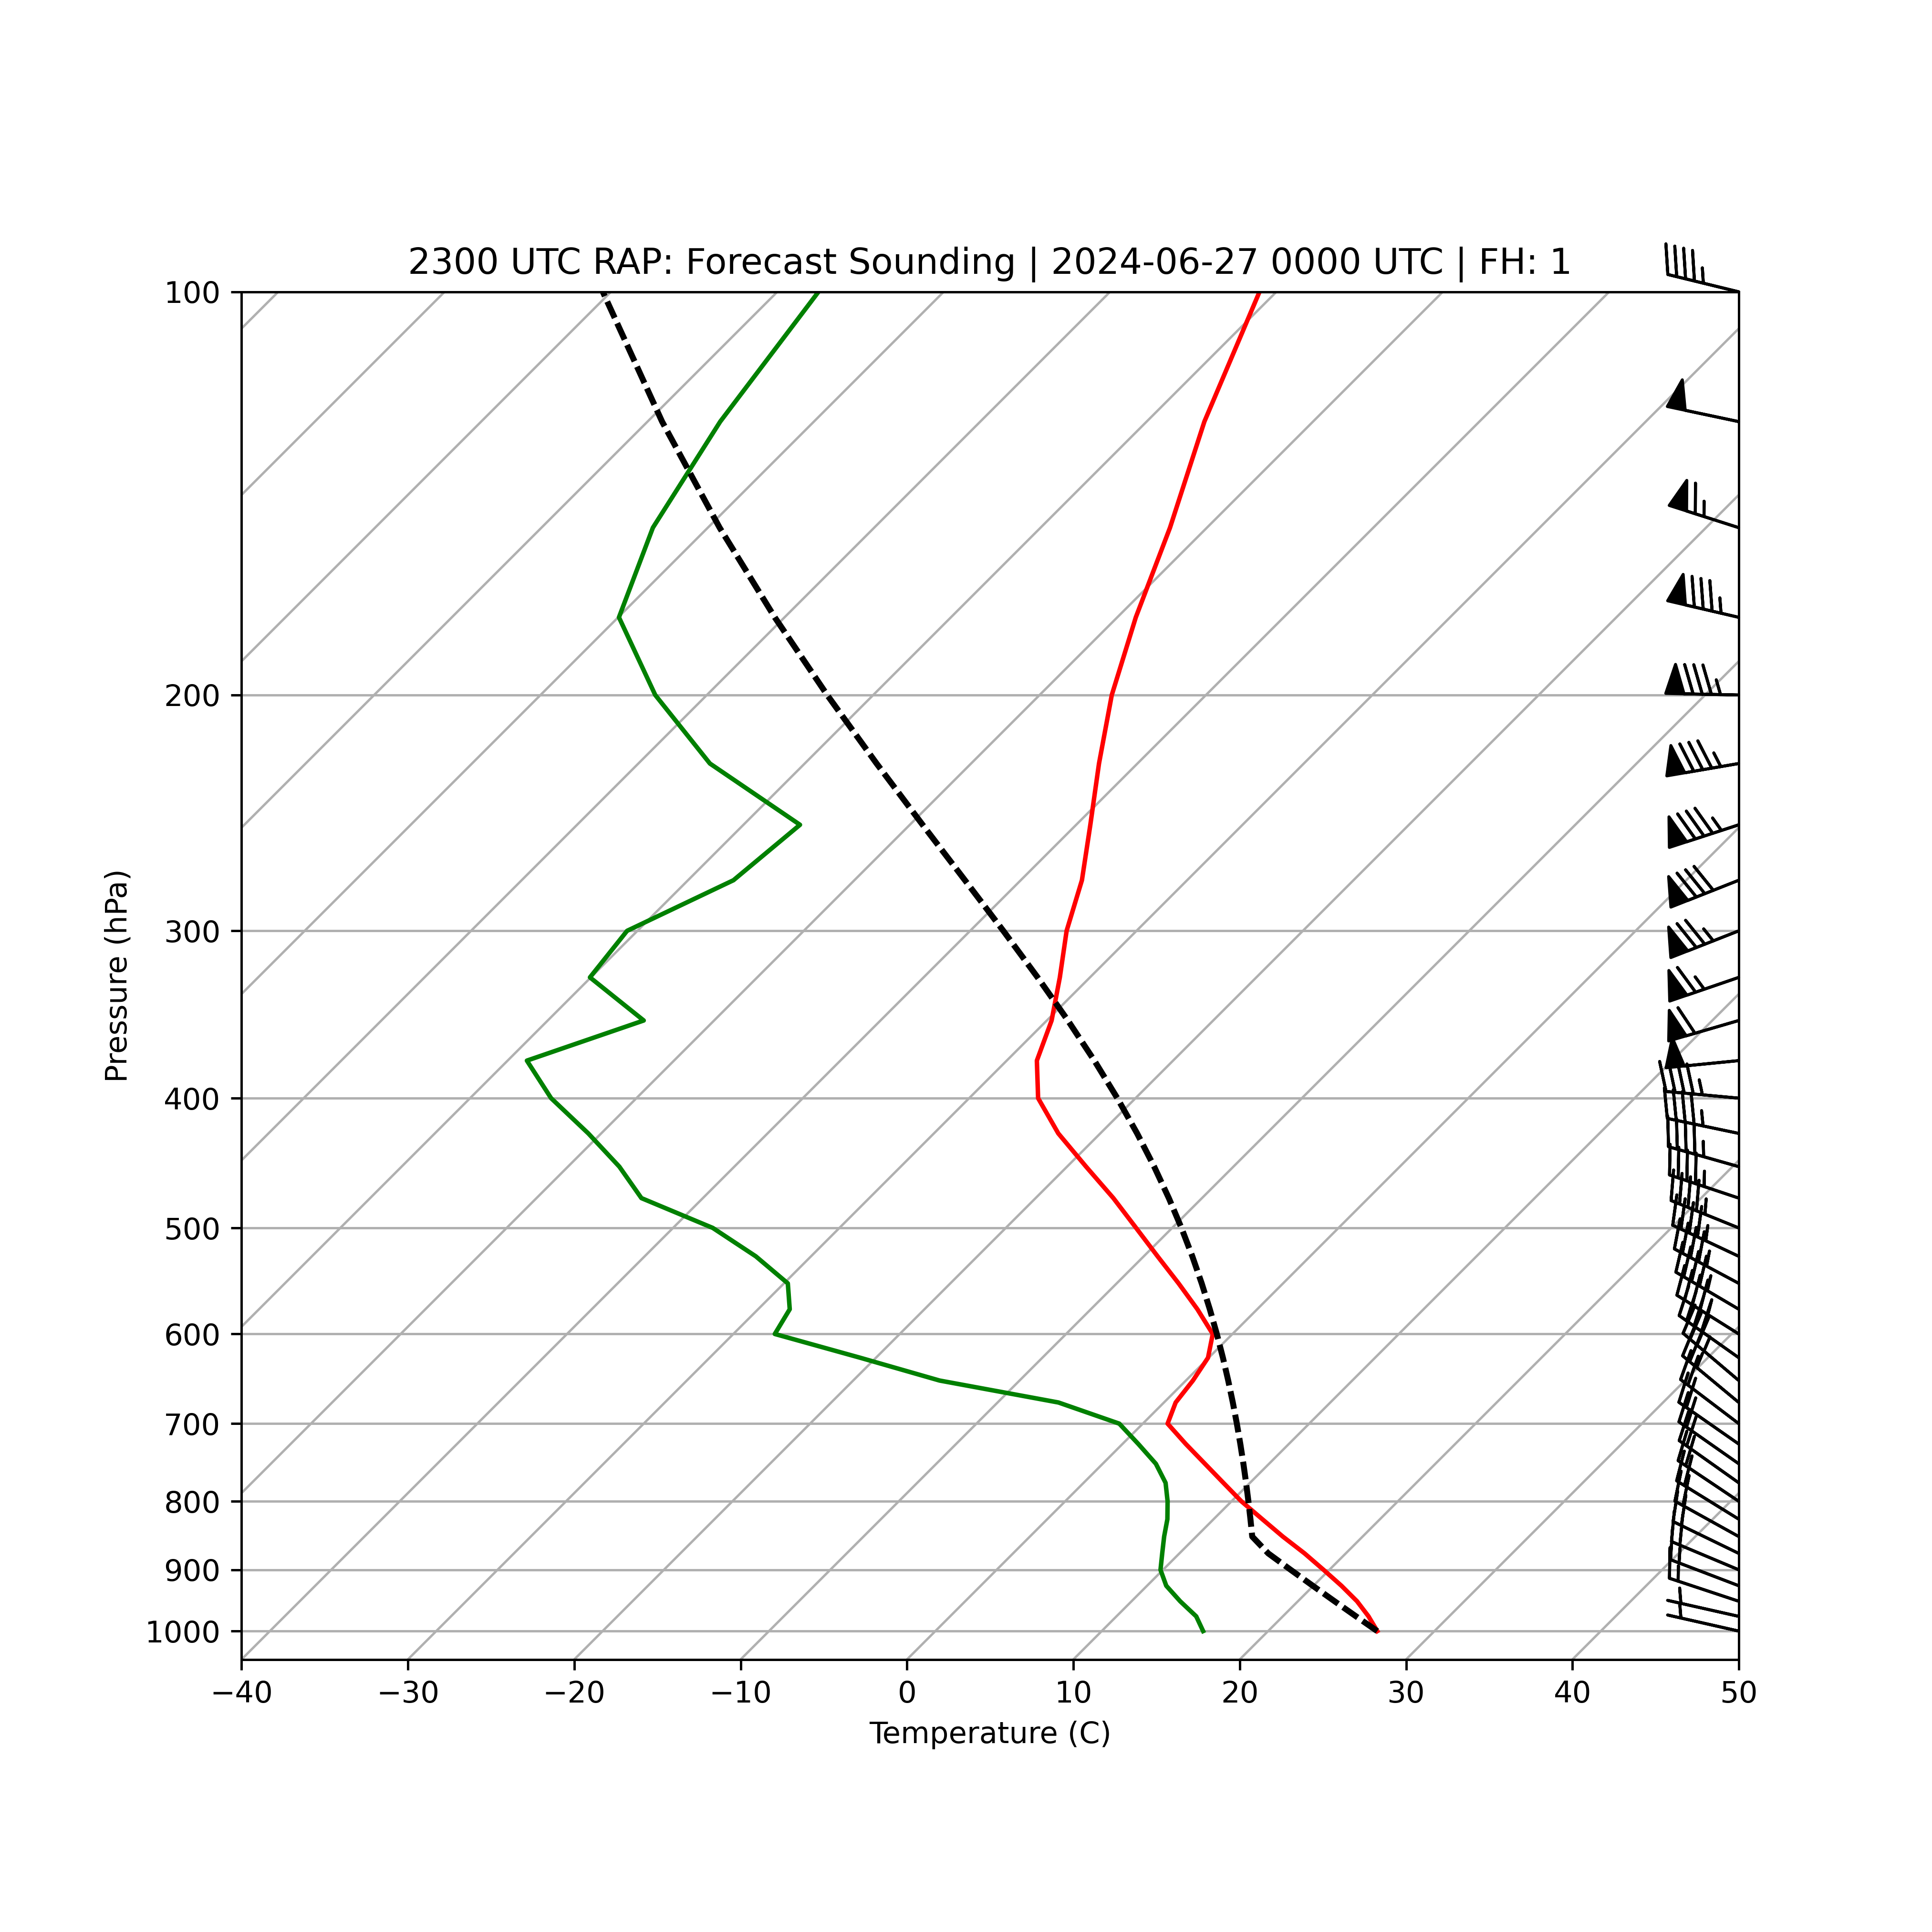 2300 UTC RAP: Forecast Sounding | 2024-06-27 0000 UTC | FH: 1
100
200
300
400
500
600
700
800
900
1000
Pressure (hPa)
−40 −30 −20 −10 0 10 20 30 40 50
Temperature (C)